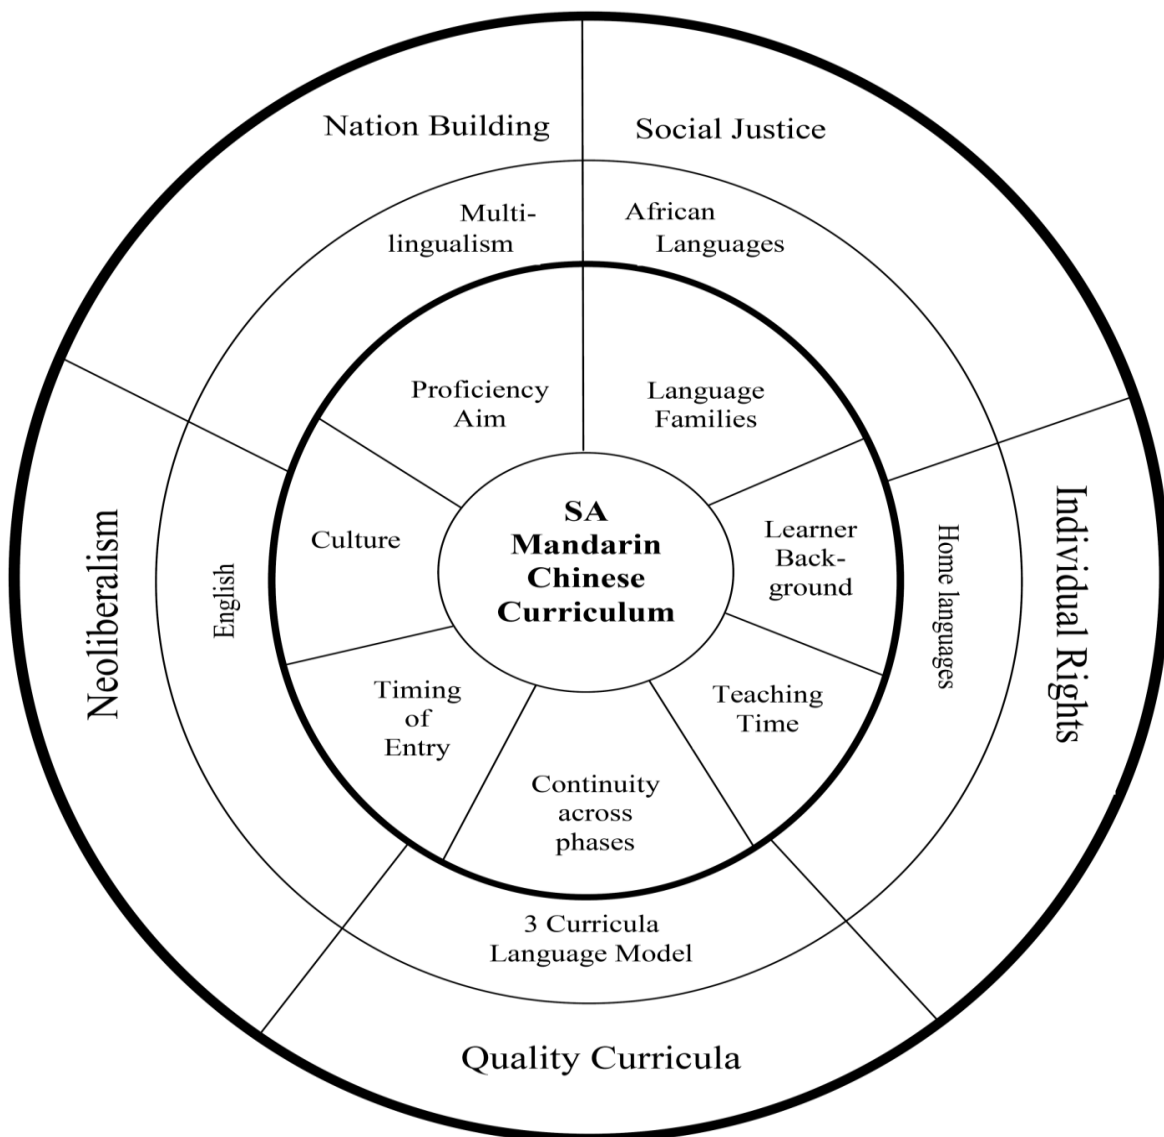 Nation Building
Social Justice
Multi-
lingualism
African
Languages
Proficiency
Aim
Language
Families
Culture
SA
Mandarin
Chinese
Curriculum
Learner
Back-
ground
Neoliberalism
English
Home languages
Individual Rights
Timing
of
Entry
Teaching
Time
Continuity
across
phases
3 Curricula
Language Model
Quality Curricula